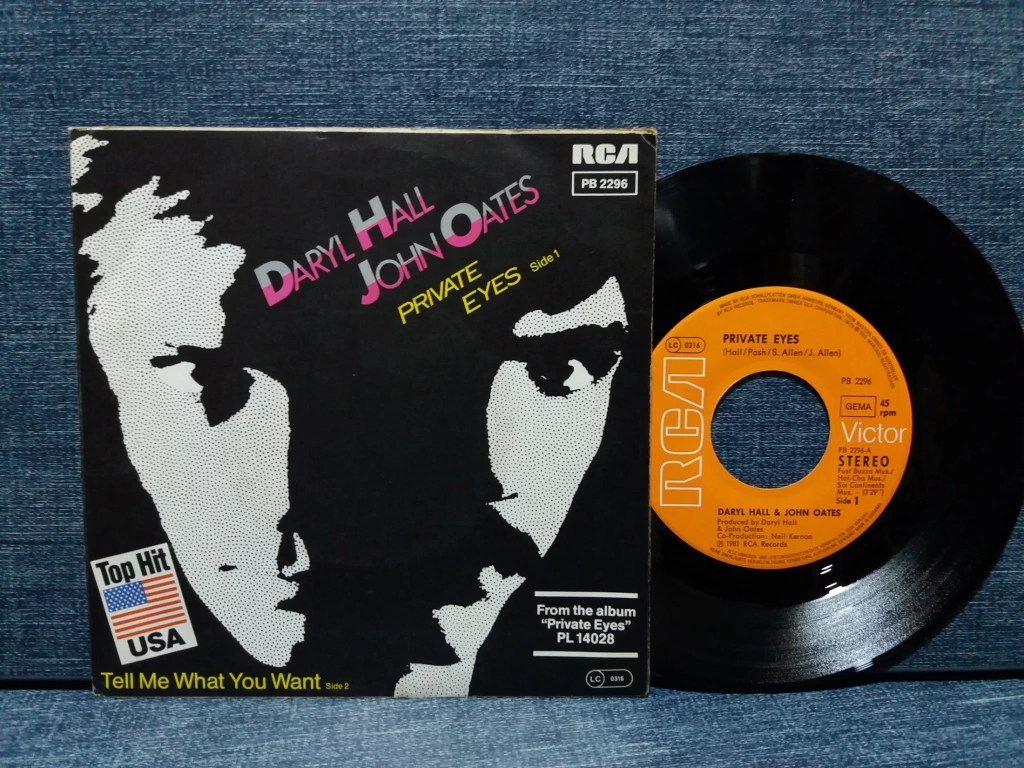 RCA
PB 2296
DARYL HALL
JOHN OATES
PRIVATE
EYES Side 1
Top Hit
USA
From the album
"Private Eyes"
PL 14028
Tell Me What You Want Side 2
LC 0316
LC 0316
PRIVATE EYES
(Hall/Pash/S. Allen/J. Allen)
RCA
PB 2296
GEMA 45
rpm
Victor
PB 2296-A
STEREO
Fust Buzza Mus./
Hot-Cha Mus./
Six Continents
Mus. – (3'29")
Side 1
DARYL HALL & JOHN OATES
Produced by Daryl Hall
& John Oates
Co-Production: Neil Kernon
℗ 1981 RCA Records